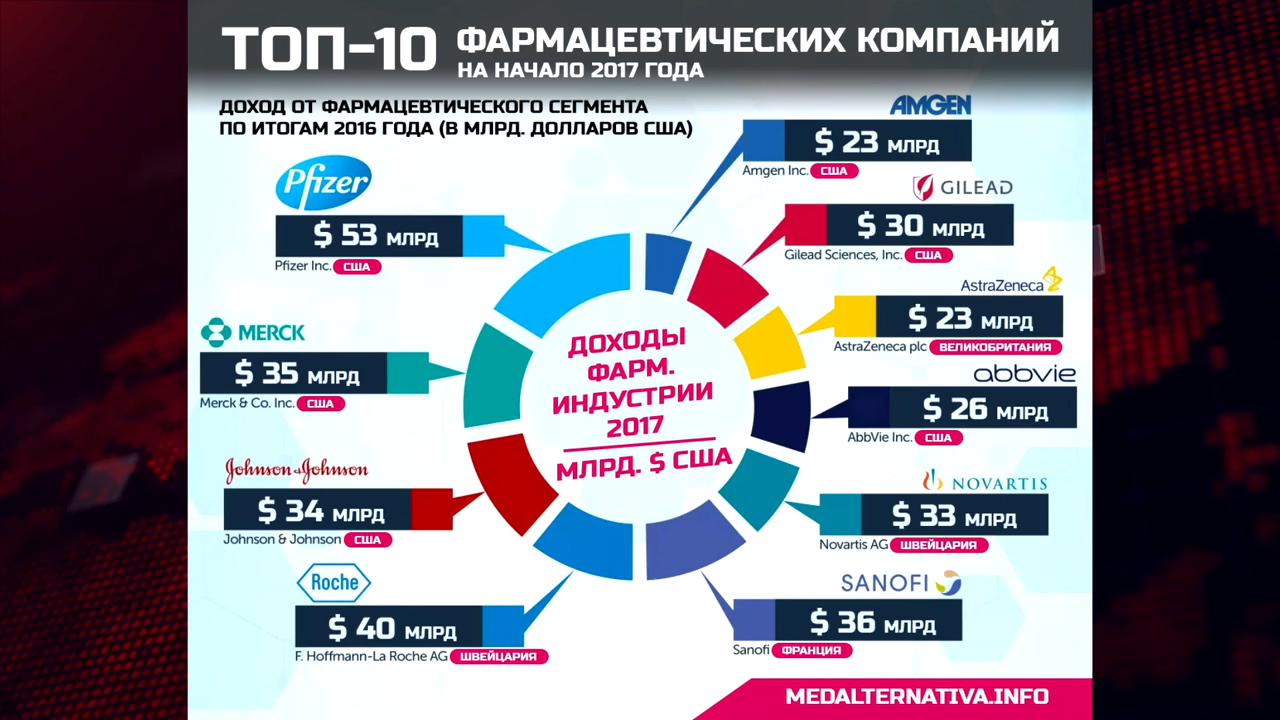 ТОП-10
ФАРМАЦЕВТИЧЕСКИХ КОМПАНИЙ
НА НАЧАЛО 2017 ГОДА
ДОХОД ОТ ФАРМАЦЕВТИЧЕСКОГО СЕГМЕНТА
ПО ИТОГАМ 2016 ГОДА (В МЛРД. ДОЛЛАРОВ США)
Pfizer
$ 53 МЛРД
Pfizer Inc. США
MERCK
$ 35 МЛРД
Merck & Co. Inc. США
Johnson & Johnson
$ 34 МЛРД
Johnson & Johnson США
Roche
$ 40 МЛРД
F. Hoffmann-La Roche AG ШВЕЙЦАРИЯ
ДОХОДЫ
ФАРМ.
ИНДУСТРИИ
2017
МЛРД. $ США
AMGEN
$ 23 МЛРД
Amgen Inc. США
GILEAD
$ 30 МЛРД
Gilead Sciences, Inc. США
AstraZeneca
$ 23 МЛРД
AstraZeneca plc ВЕЛИКОБРИТАНИЯ
abbvie
$ 26 МЛРД
AbbVie Inc. США
NOVARTIS
$ 33 МЛРД
Novartis AG ШВЕЙЦАРИЯ
SANOFI
$ 36 МЛРД
Sanofi ФРАНЦИЯ
MEDALTERNATIVA.INFO